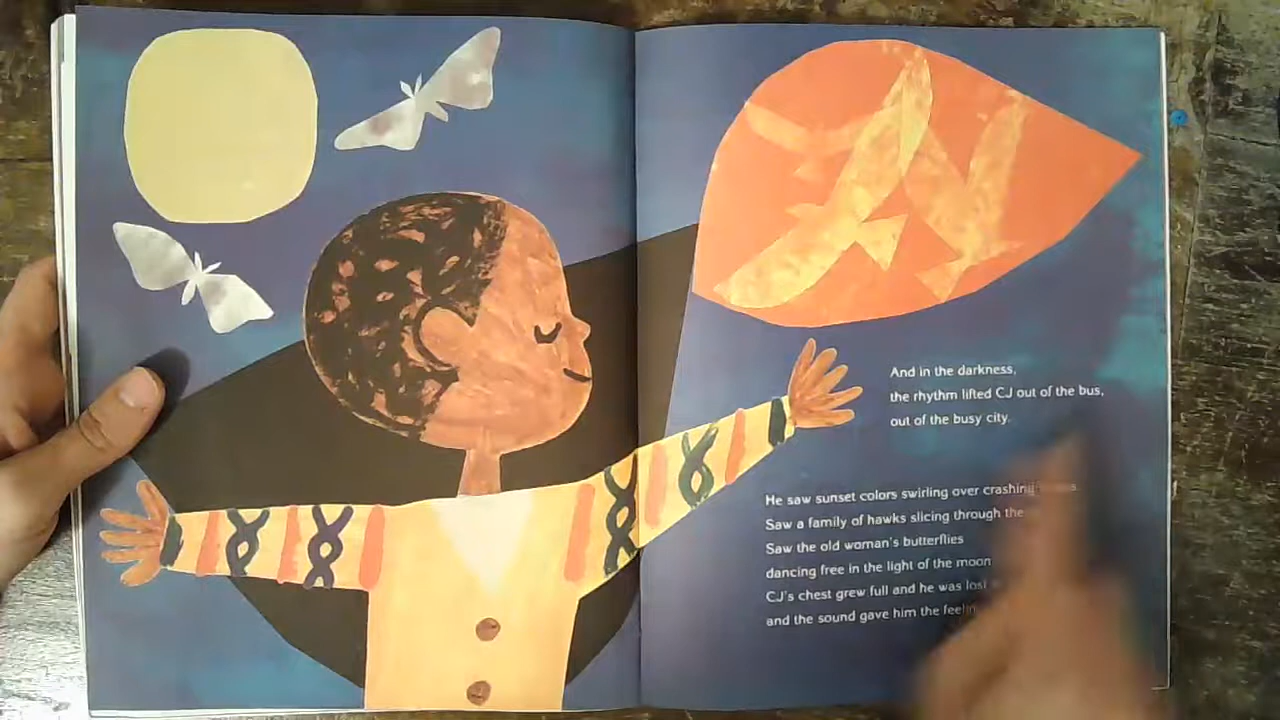 And in the darkness,
the rhythm lifted CJ out of the bus,
out of the busy city.
He saw sunset colors swirling over crashing
Saw a family of hawks slicing through the
Saw the old woman's butterflies
dancing free in the light of the moon
CJ's chest grew full and he was lost
and the sound gave him the